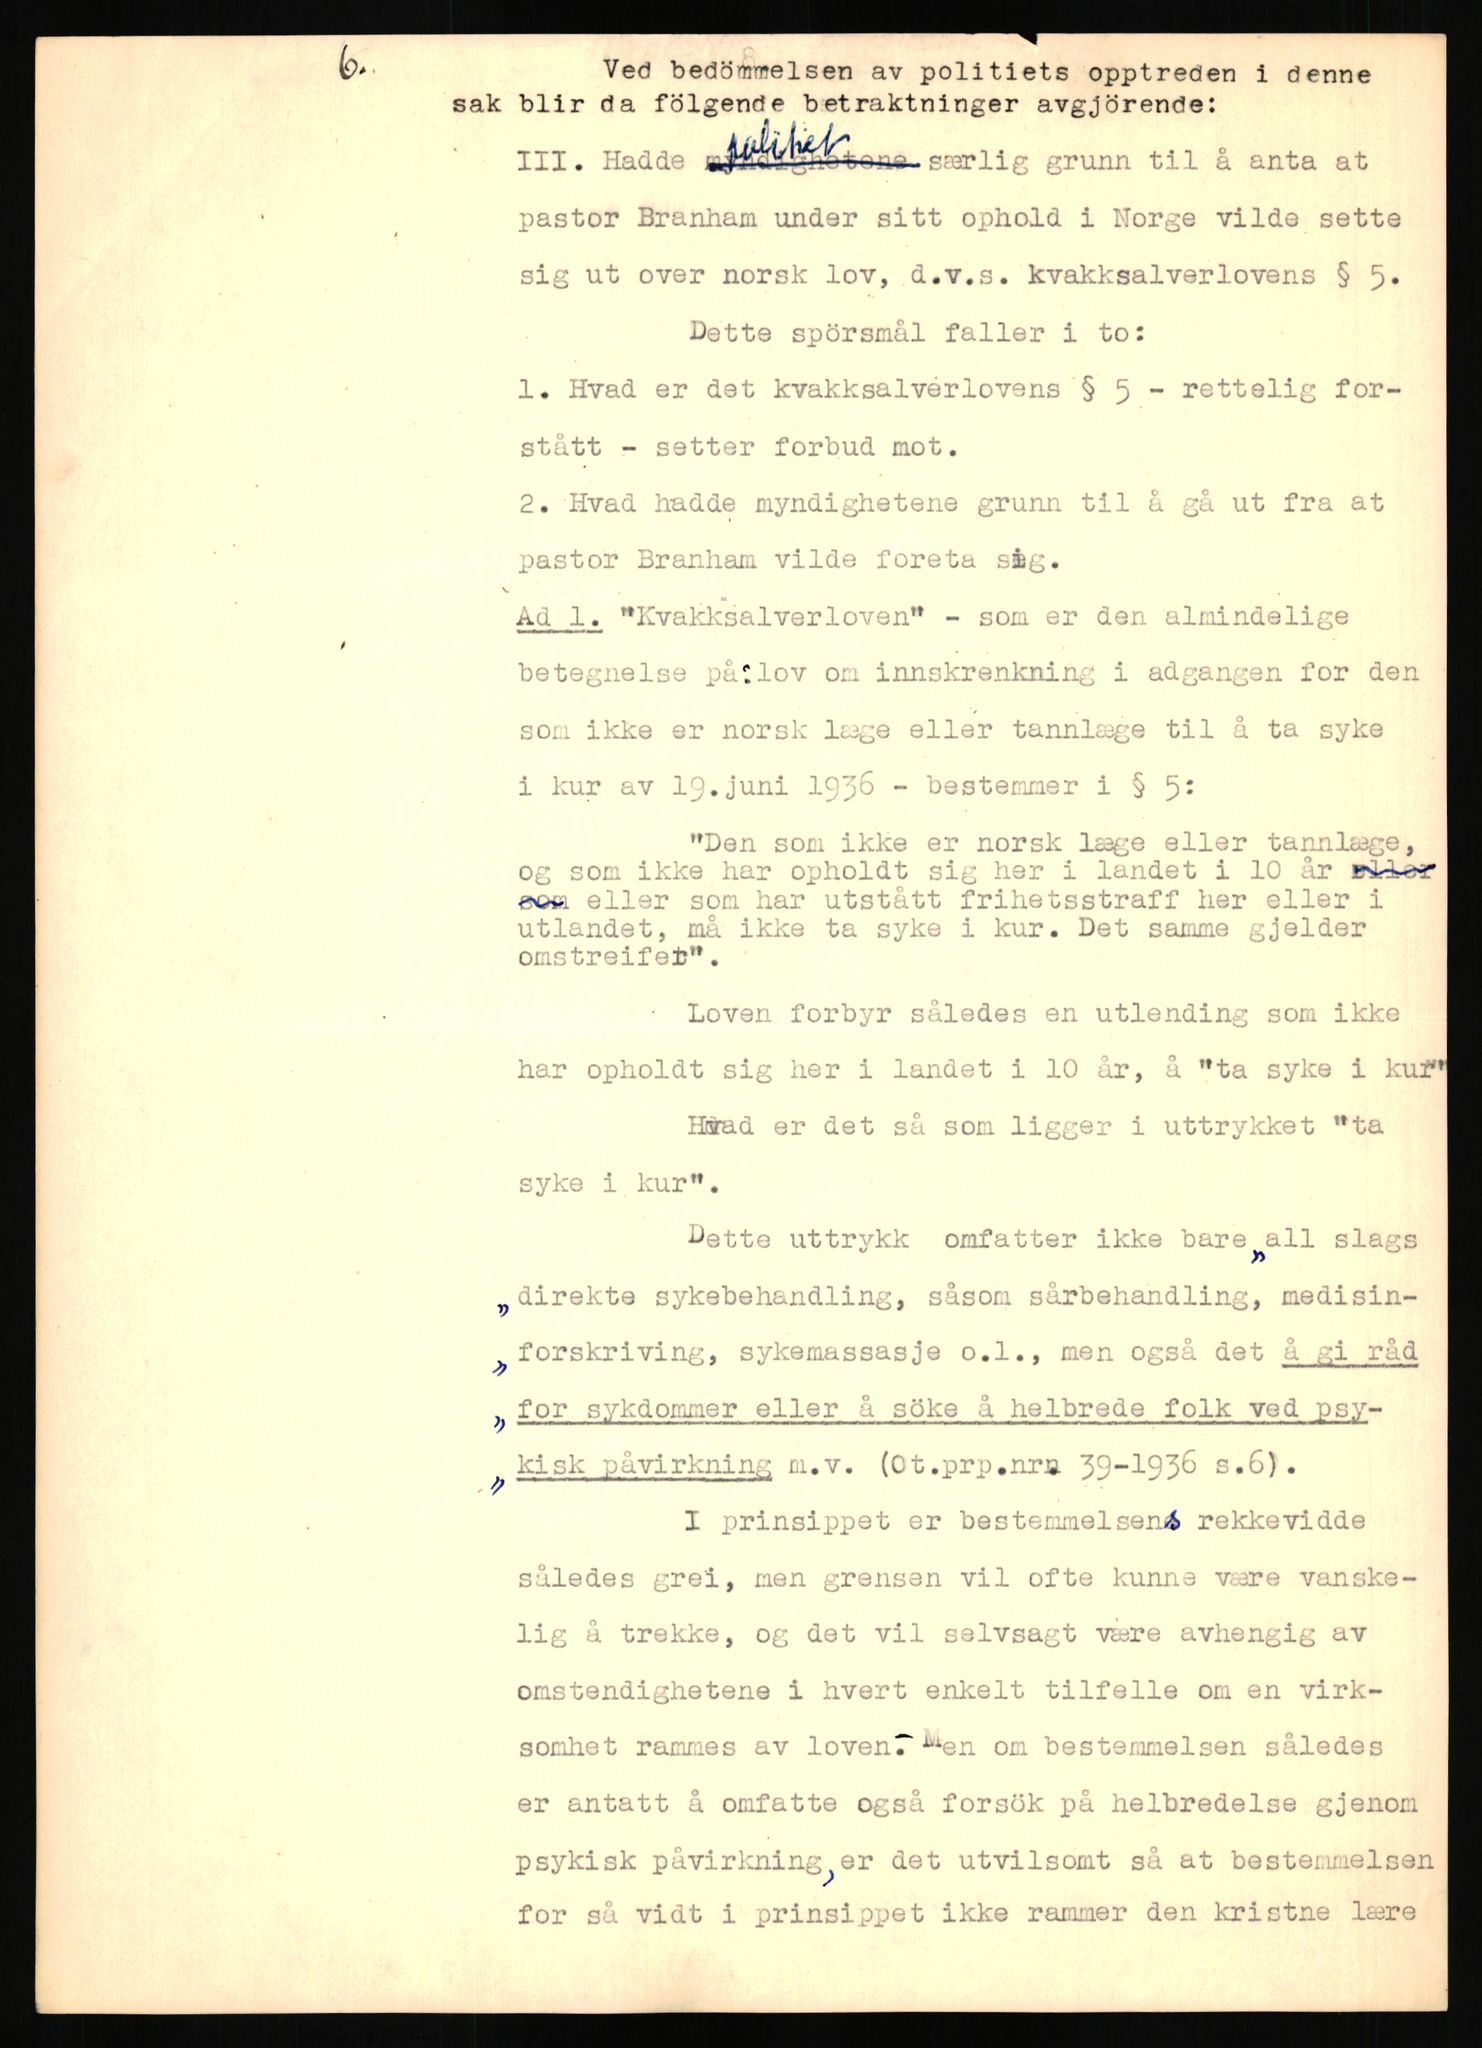 6.
Ved bedömmelsen av politiets opptreden i denne
sak blir da fölgende betraktninger avgjörende:
politiet
III. Hadde myndighetene særlig grunn til å anta at
pastor Branham under sitt ophold i Norge vilde sette
sig ut over norsk lov, d.v.s. kvakksalverlovens § 5.
Dette spörsmål faller i to:
1. Hvad er det kvakksalverlovens § 5 - rettelig for-
stått - setter forbud mot.
2. Hvad hadde myndighetene grunn til å gå ut fra at
pastor Branham vilde foreta sig.
Ad 1. "Kvakksalverloven" - som er den almindelige
betegnelse på: lov om innskrenkning i adgangen for den
som ikke er norsk læge eller tannlæge til å ta syke
i kur av 19.juni 1936 - bestemmer i § 5:
"Den som ikke er norsk læge eller tannlæge,
og som ikke har opholdt sig her i landet i 10 år eller
som eller som har utstått frihetsstraff her eller i
utlandet, må ikke ta syke i kur. Det samme gjelder
omstreifer".
Loven forbyr således en utlending som ikke
har opholdt sig her i landet i 10 år, å "ta syke i kur"
Hvad er det så som ligger i uttrykket "ta
syke i kur".
Dette uttrykk omfatter ikke bare „all slags
„direkte sykebehandling, såsom sårbehandling, medisin-
„forskriving, sykemassasje o.l., men også det å gi råd
„for sykdommer eller å söke å helbrede folk ved psy-
„kisk påvirkning m.v. (Ot.prp.nr. 39-1936 s.6).
I prinsippet er bestemmelsens rekkevidde
således grei, men grensen vil ofte kunne være vanske-
lig å trekke, og det vil selvsagt være avhengig av
omstendighetene i hvert enkelt tilfelle om en virk-
somhet rammes av loven.- Men om bestemmelsen således
er antatt å omfatte også forsök på helbredelse gjenom
psykisk påvirkning, er det utvilsomt så at bestemmelsen
for så vidt i prinsippet ikke rammer den kristne lære